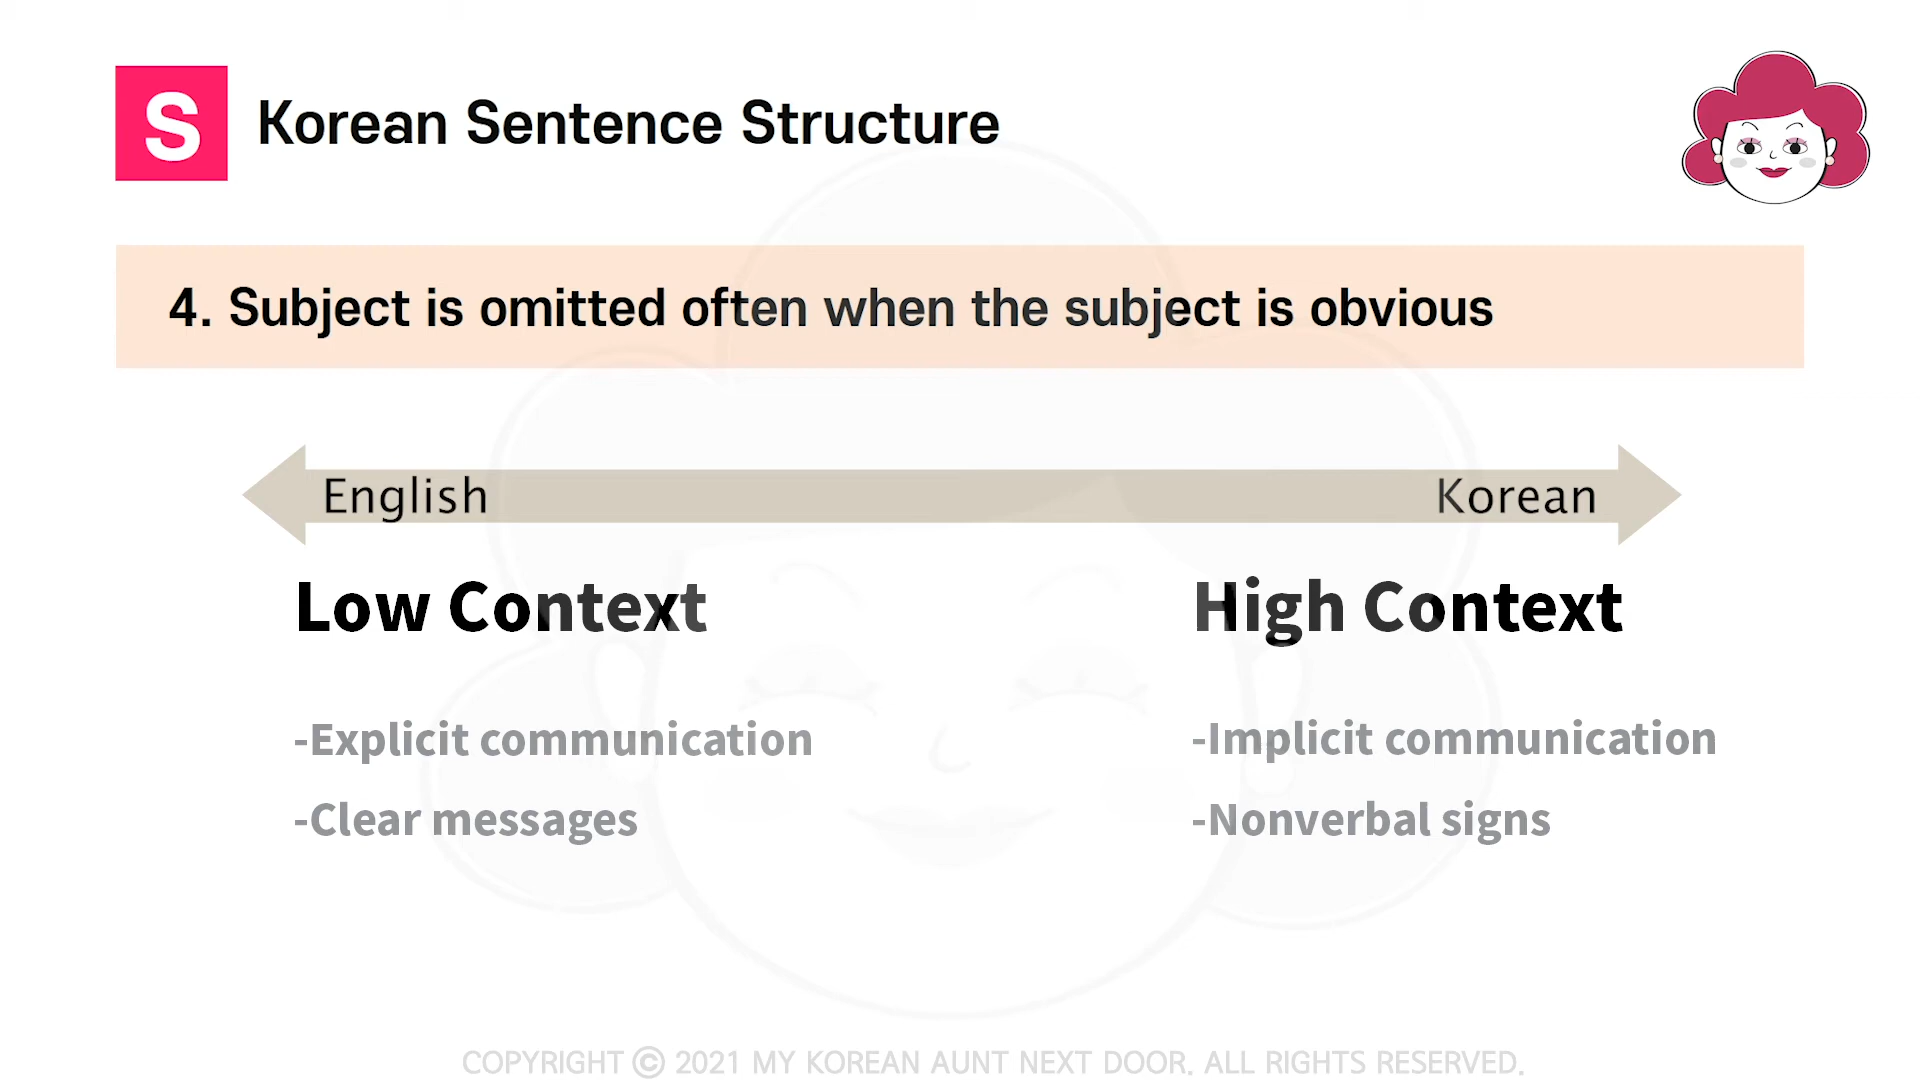 S Korean Sentence Structure
4. Subject is omitted often when the subject is obvious
English Korean
Low Context High Context
-Explicit communication -Implicit communication
-Clear messages -Nonverbal signs
COPYRIGHT © 2021 MY KOREAN AUNT NEXT DOOR. ALL RIGHTS RESERVED.